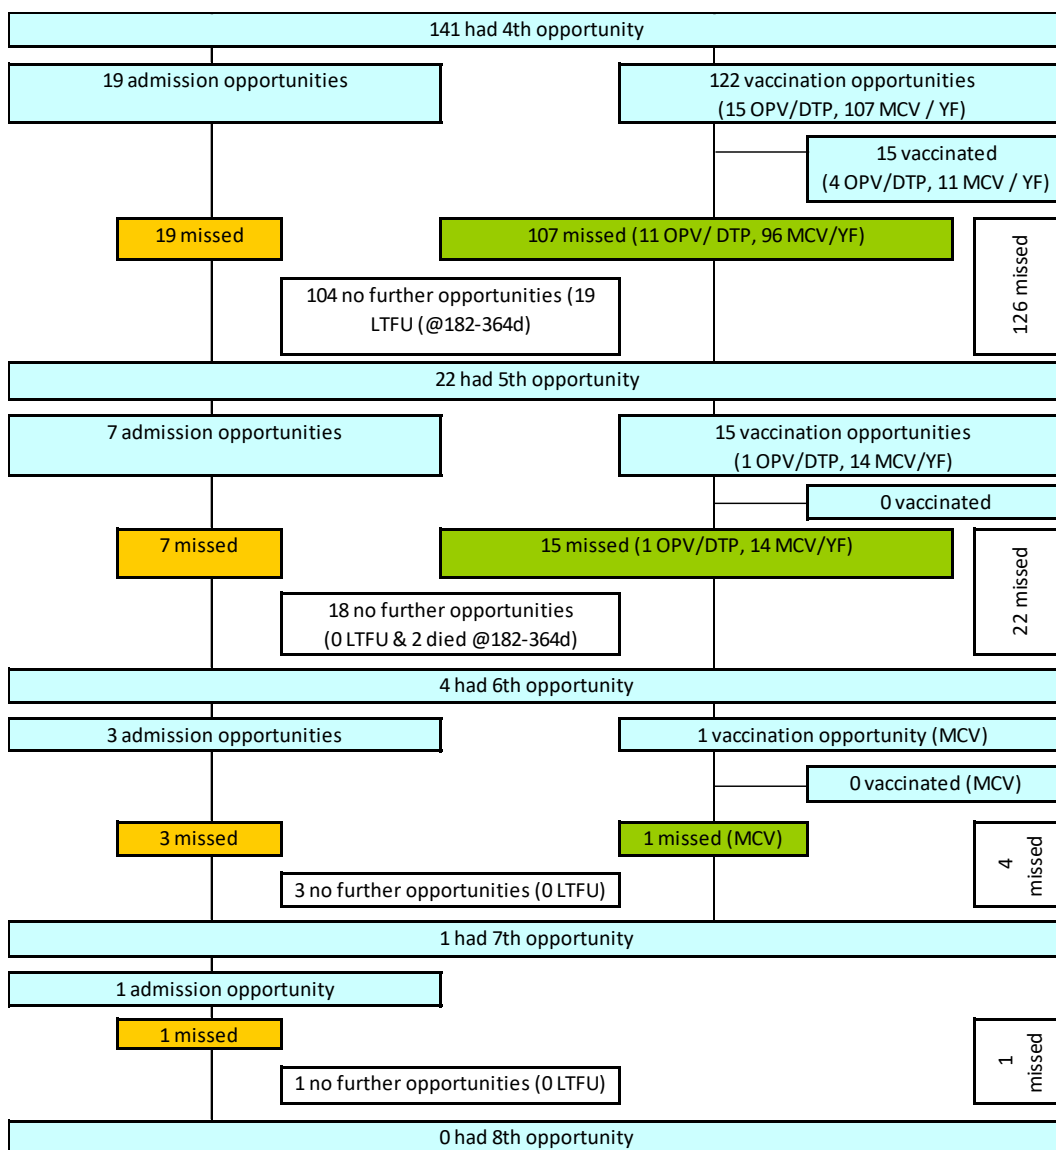 141 had 4th opportunity
19 admission opportunities
122 vaccination opportunities
(15 OPV/DTP, 107 MCV / YF)
15 vaccinated
(4 OPV/DTP, 11 MCV / YF)
19 missed
107 missed (11 OPV/ DTP, 96 MCV/YF)
126 missed
104 no further opportunities (19
LTFU (@182-364d)
22 had 5th opportunity
7 admission opportunities
15 vaccination opportunities
(1 OPV/DTP, 14 MCV/YF)
0 vaccinated
7 missed
15 missed (1 OPV/DTP, 14 MCV/YF)
22 missed
18 no further opportunities
(0 LTFU & 2 died @182-364d)
4 had 6th opportunity
3 admission opportunities
1 vaccination opportunity (MCV)
0 vaccinated (MCV)
3 missed
1 missed (MCV)
4
missed
3 no further opportunities (0 LTFU)
1 had 7th opportunity
1 admission opportunity
1 missed
1
missed
1 no further opportunities (0 LTFU)
0 had 8th opportunity